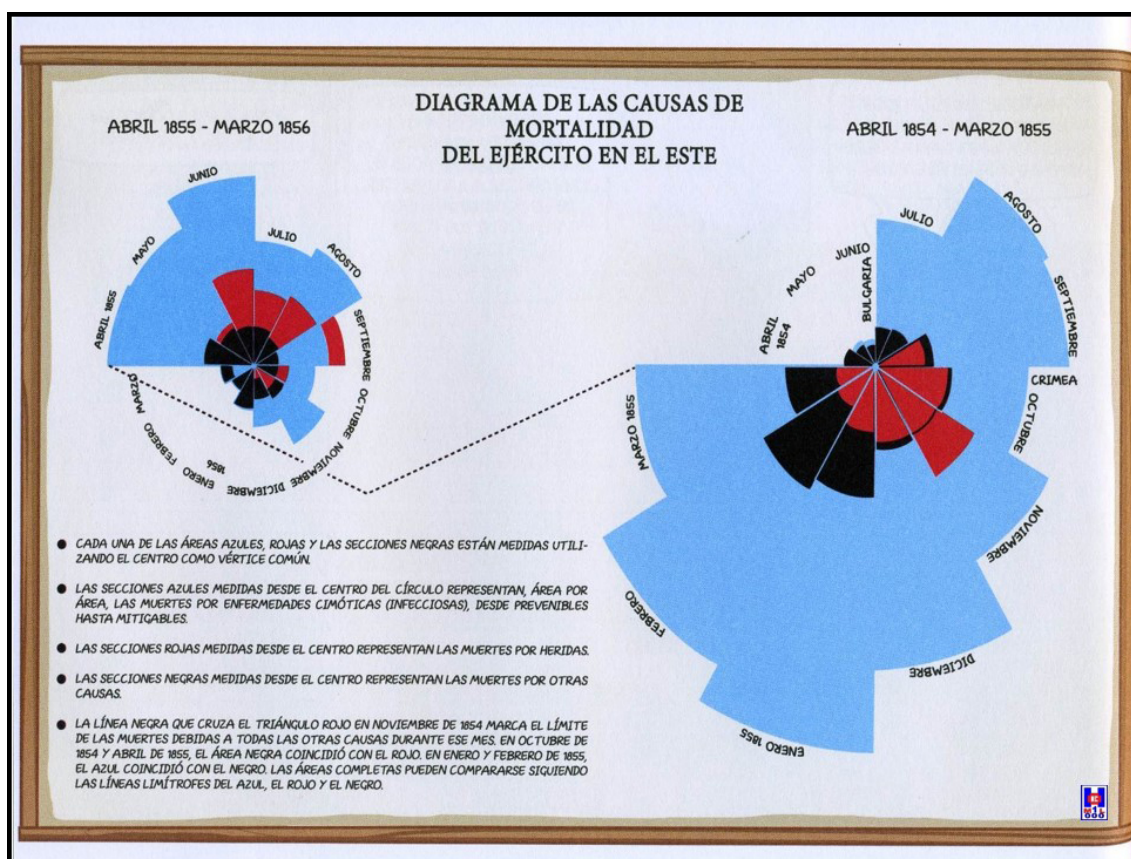 DIAGRAMA DE LAS CAUSAS DE
MORTALIDAD
DEL EJÉRCITO EN EL ESTE
ABRIL 1855 - MARZO 1856
ABRIL 1854 - MARZO 1855
ABRIL 1855
MAYO
JUNIO
JULIO
AGOSTO
SEPTIEMBRE
OCTUBRE
NOVIEMBRE
DICIEMBRE
ENERO
1856
FEBRERO
MARZO
ABRIL
1854
MAYO
JUNIO
BULGARIA
JULIO
AGOSTO
SEPTIEMBRE
CRIMEA
OCTUBRE
NOVIEMBRE
DICIEMBRE
ENERO 1855
FEBRERO
MARZO 1855
● CADA UNA DE LAS ÁREAS AZULES, ROJAS Y LAS SECCIONES NEGRAS ESTÁN MEDIDAS UTILI-
ZANDO EL CENTRO COMO VÉRTICE COMÚN.
● LAS SECCIONES AZULES MEDIDAS DESDE EL CENTRO DEL CÍRCULO REPRESENTAN, ÁREA POR
ÁREA, LAS MUERTES POR ENFERMEDADES CIMÓTICAS (INFECCIOSAS), DESDE PREVENIBLES
HASTA MITIGABLES.
● LAS SECCIONES ROJAS MEDIDAS DESDE EL CENTRO REPRESENTAN LAS MUERTES POR HERIDAS.
● LAS SECCIONES NEGRAS MEDIDAS DESDE EL CENTRO REPRESENTAN LAS MUERTES POR OTRAS
CAUSAS.
● LA LÍNEA NEGRA QUE CRUZA EL TRIÁNGULO ROJO EN NOVIEMBRE DE 1854 MARCA EL LÍMITE
DE LAS MUERTES DEBIDAS A TODAS LAS OTRAS CAUSAS DURANTE ESE MES. EN OCTUBRE DE
1854 Y ABRIL DE 1855, EL ÁREA NEGRA COINCIDIÓ CON EL ROJO. EN ENERO Y FEBRERO DE 1855,
EL AZUL COINCIDIÓ CON EL NEGRO. LAS ÁREAS COMPLETAS PUEDEN COMPARARSE SIGUIENDO
LAS LÍNEAS LIMÍTROFES DEL AZUL, EL ROJO Y EL NEGRO.